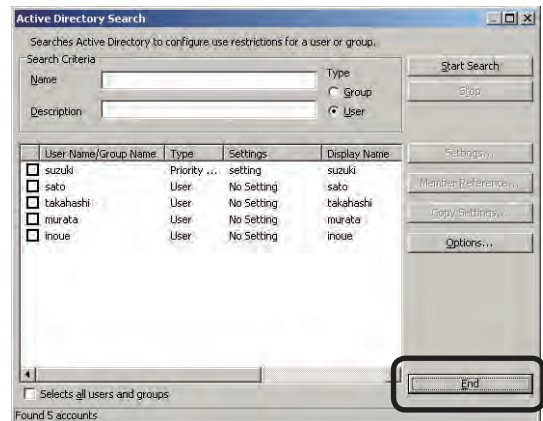 Active Directory Search
Searches Active Directory to configure use restrictions for a user or group.
Search Criteria
Name
Type
Group
Description
User
Start Search
Stop
User Name/Group Name Type Settings Display Name
suzuki Priority ... setting suzuki
sato User No Setting sato
takahashi User No Setting takahashi
murata User No Setting murata
inoue User No Setting inoue
Settings...
Member Reference...
Copy Settings...
Options...
End
Selects all users and groups
Found 5 accounts